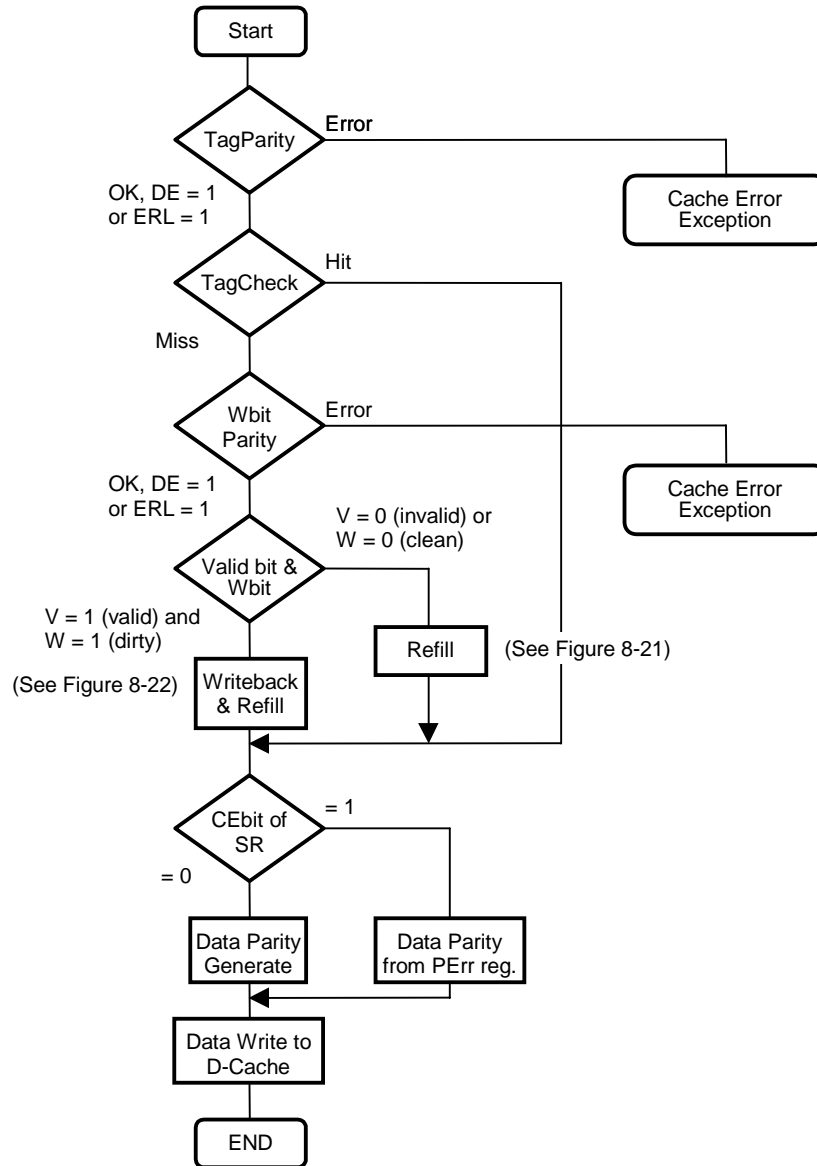 Start
TagParity
Error
OK, DE = 1
or ERL = 1
Cache Error
Exception
TagCheck
Hit
Miss
Wbit
Parity
Error
OK, DE = 1
or ERL = 1
Cache Error
Exception
V = 0 (invalid) or
W = 0 (clean)
Valid bit &
Wbit
V = 1 (valid) and
W = 1 (dirty)
Refill
(See Figure 8-21)
(See Figure 8-22)
Writeback
& Refill
CEbit of
SR
= 1
= 0
Data Parity
Generate
Data Parity
from PErr reg.
Data Write to
D-Cache
END